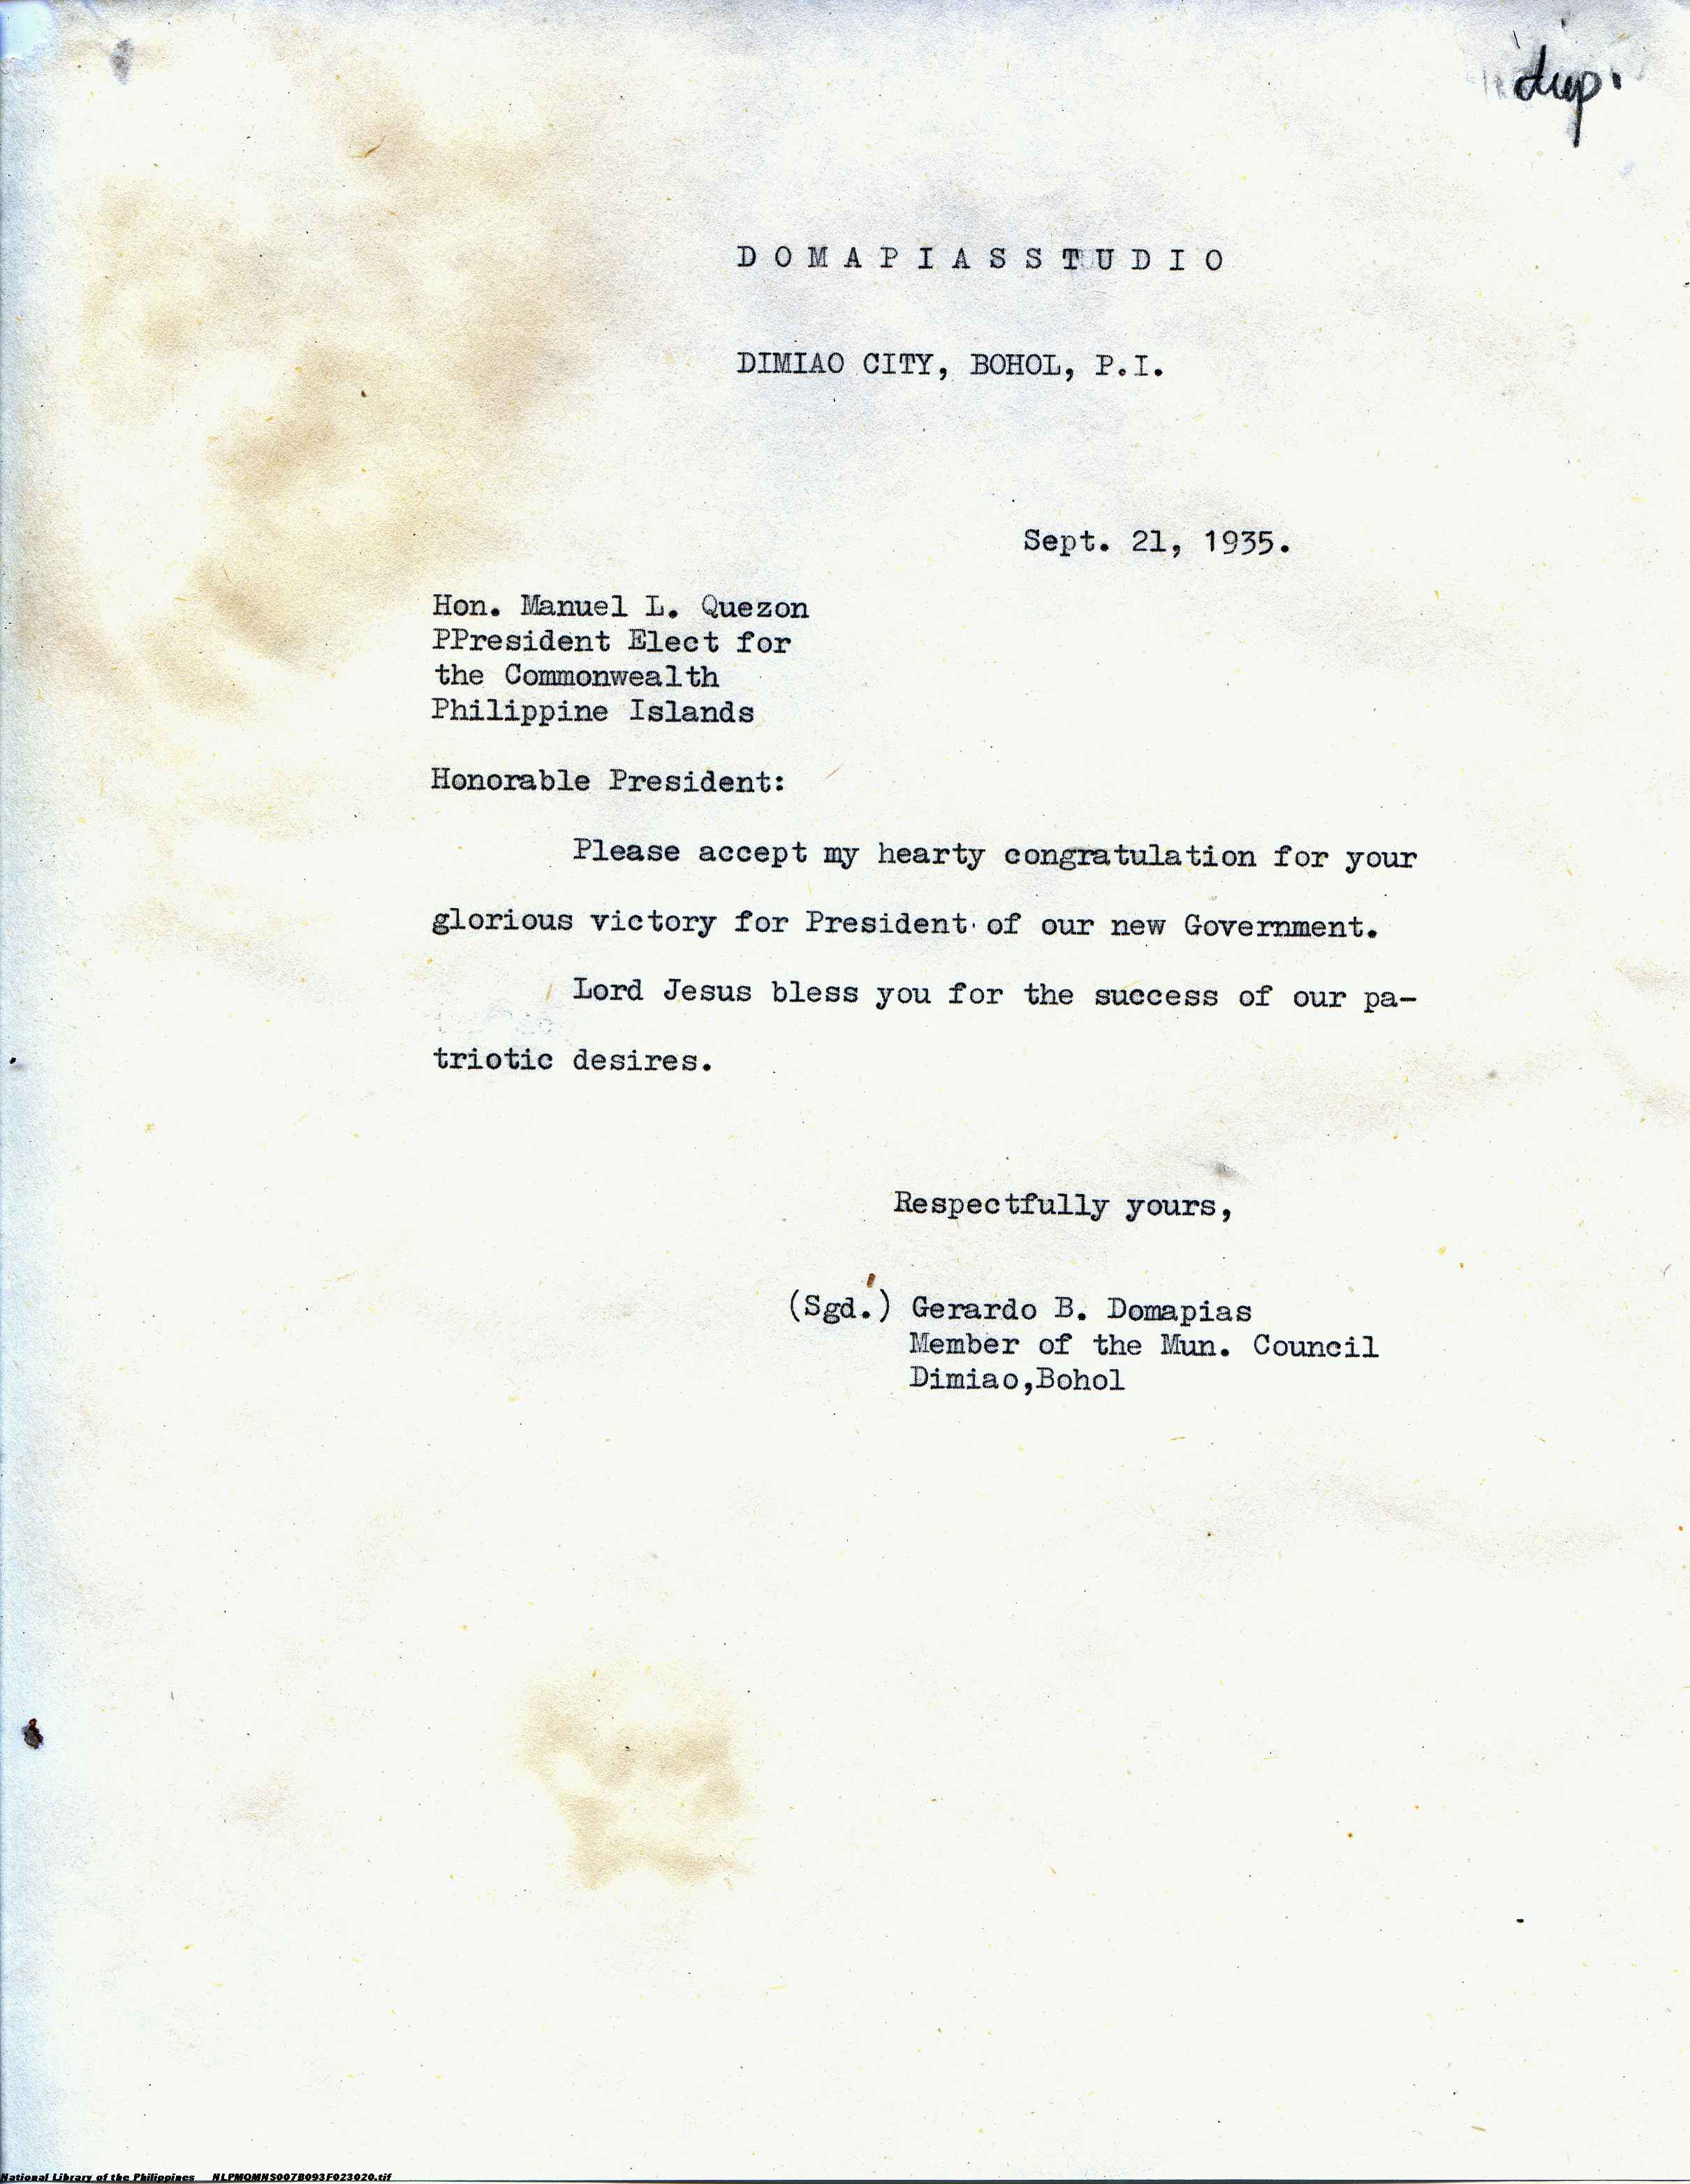 dup.
D O M A P I A S S T U D I O
DIMIAO CITY, BOHOL, P.I.
Sept. 21, 1935.
Hon. Manuel L. Quezon
PPresident Elect for
the Commonwealth
Philippine Islands
Honorable President:
Please accept my hearty congratulation for your
glorious victory for President of our new Government.
Lord Jesus bless you for the success of our pa-
triotic desires.
Respectfully yours,
(Sgd.) Gerardo B. Domapias
Member of the Mun. Council
Dimiao,Bohol
National Library of the Philippines NLPMQMNS007B093F023020.tif